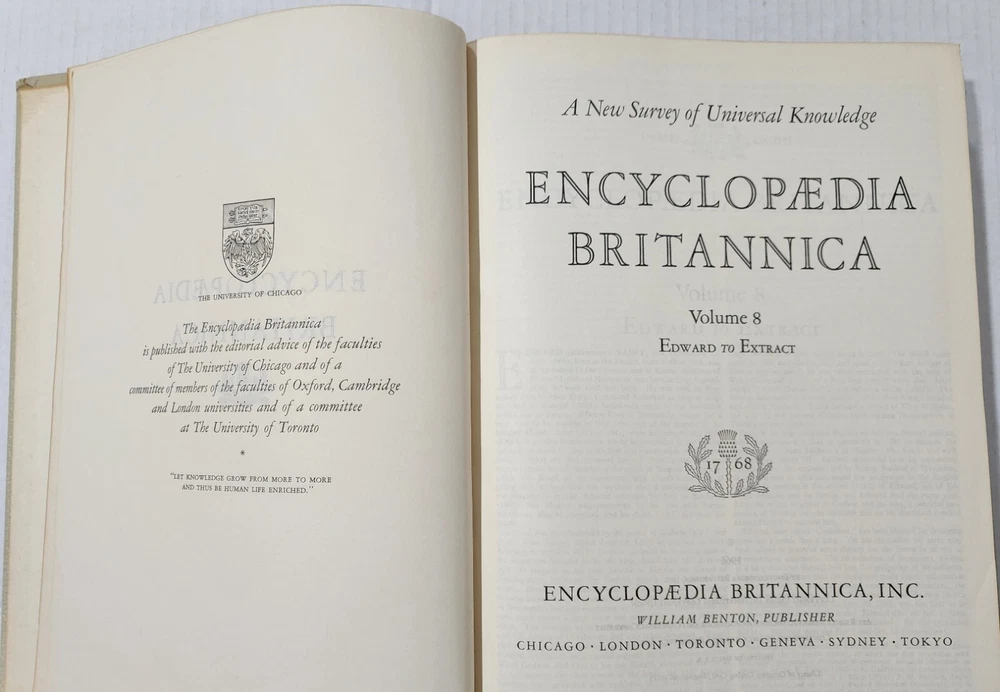 THE UNIVERSITY OF CHICAGO
The Encyclopædia Britannica
is published with the editorial advice of the faculties
of The University of Chicago and of a
committee of members of the faculties of Oxford, Cambridge
and London universities and of a committee
at The University of Toronto
*
"LET KNOWLEDGE GROW FROM MORE TO MORE
AND THUS BE HUMAN LIFE ENRICHED."
A New Survey of Universal Knowledge
ENCYCLOPÆDIA
BRITANNICA
Volume 8
EDWARD TO EXTRACT
1768
ENCYCLOPÆDIA BRITANNICA, INC.
WILLIAM BENTON, PUBLISHER
CHICAGO · LONDON · TORONTO · GENEVA · SYDNEY · TOKYO